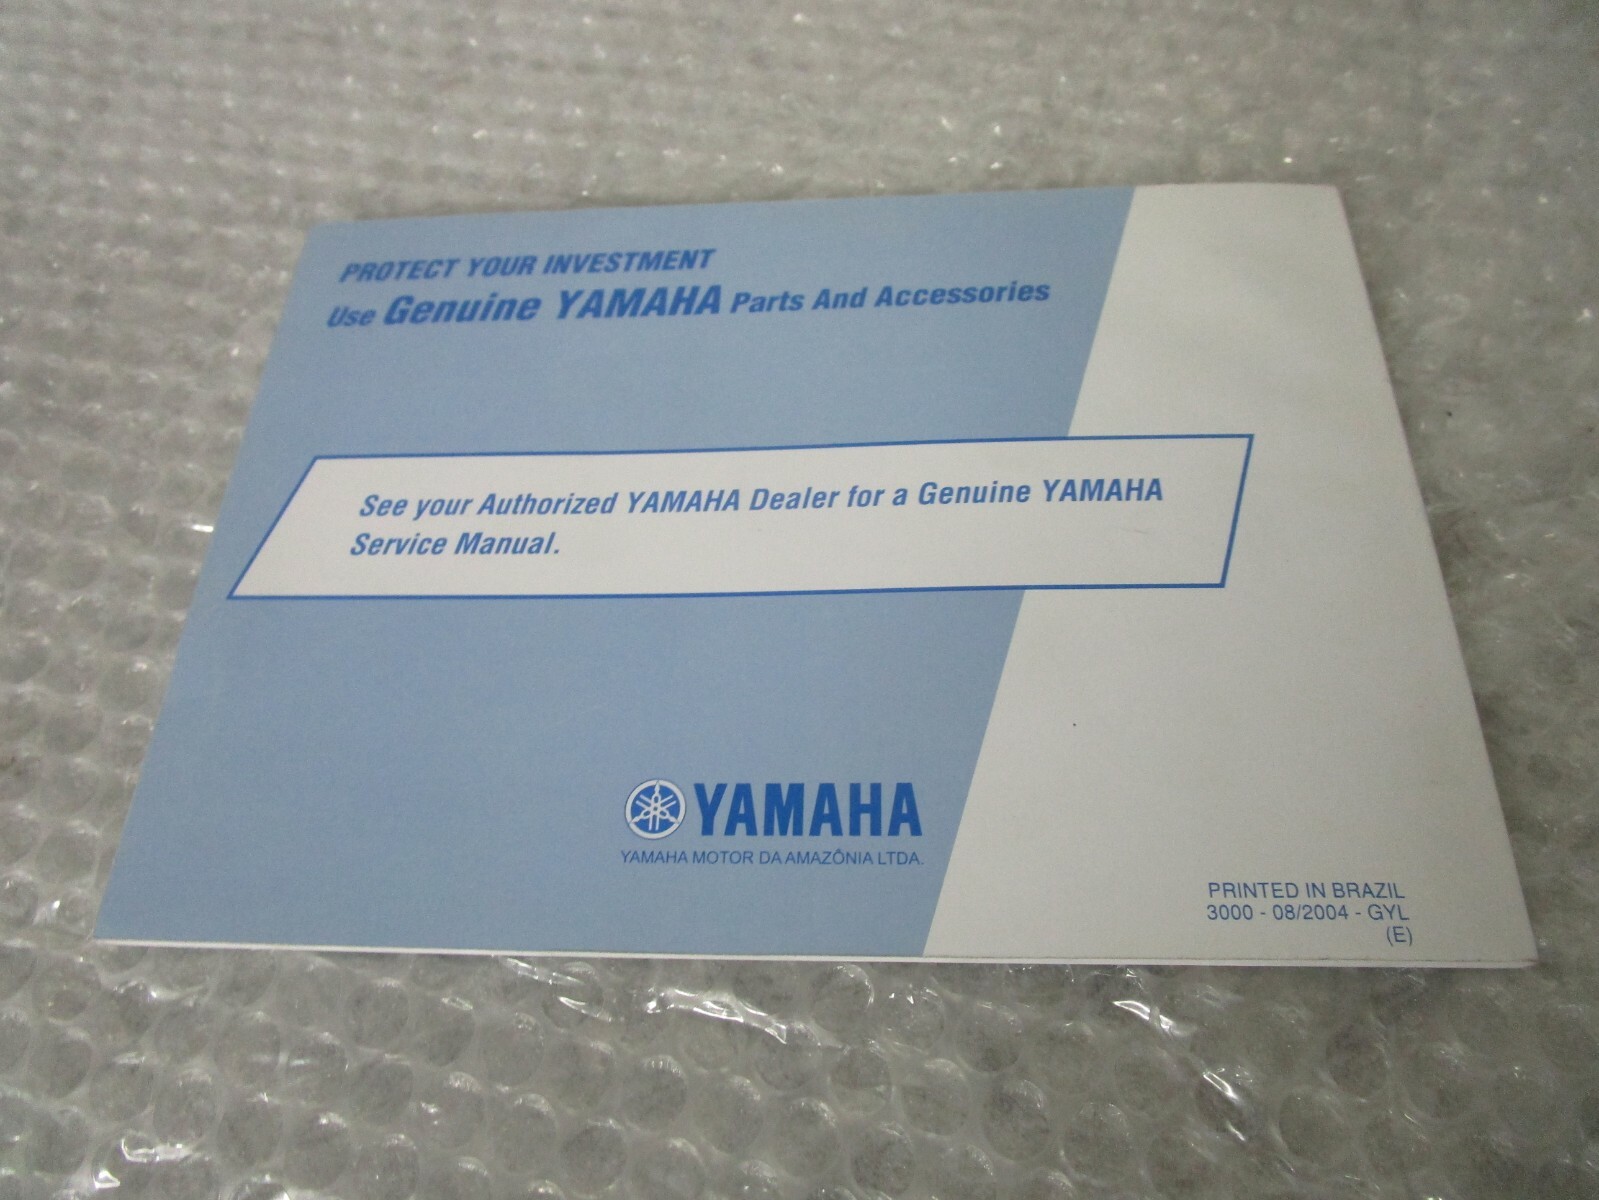 PROTECT YOUR INVESTMENT
Use Genuine YAMAHA Parts And Accessories
See your Authorized YAMAHA Dealer for a Genuine YAMAHA
Service Manual.
YAMAHA
YAMAHA MOTOR DA AMAZÔNIA LTDA.
PRINTED IN BRAZIL
3000 - 08/2004 - GYL
(E)